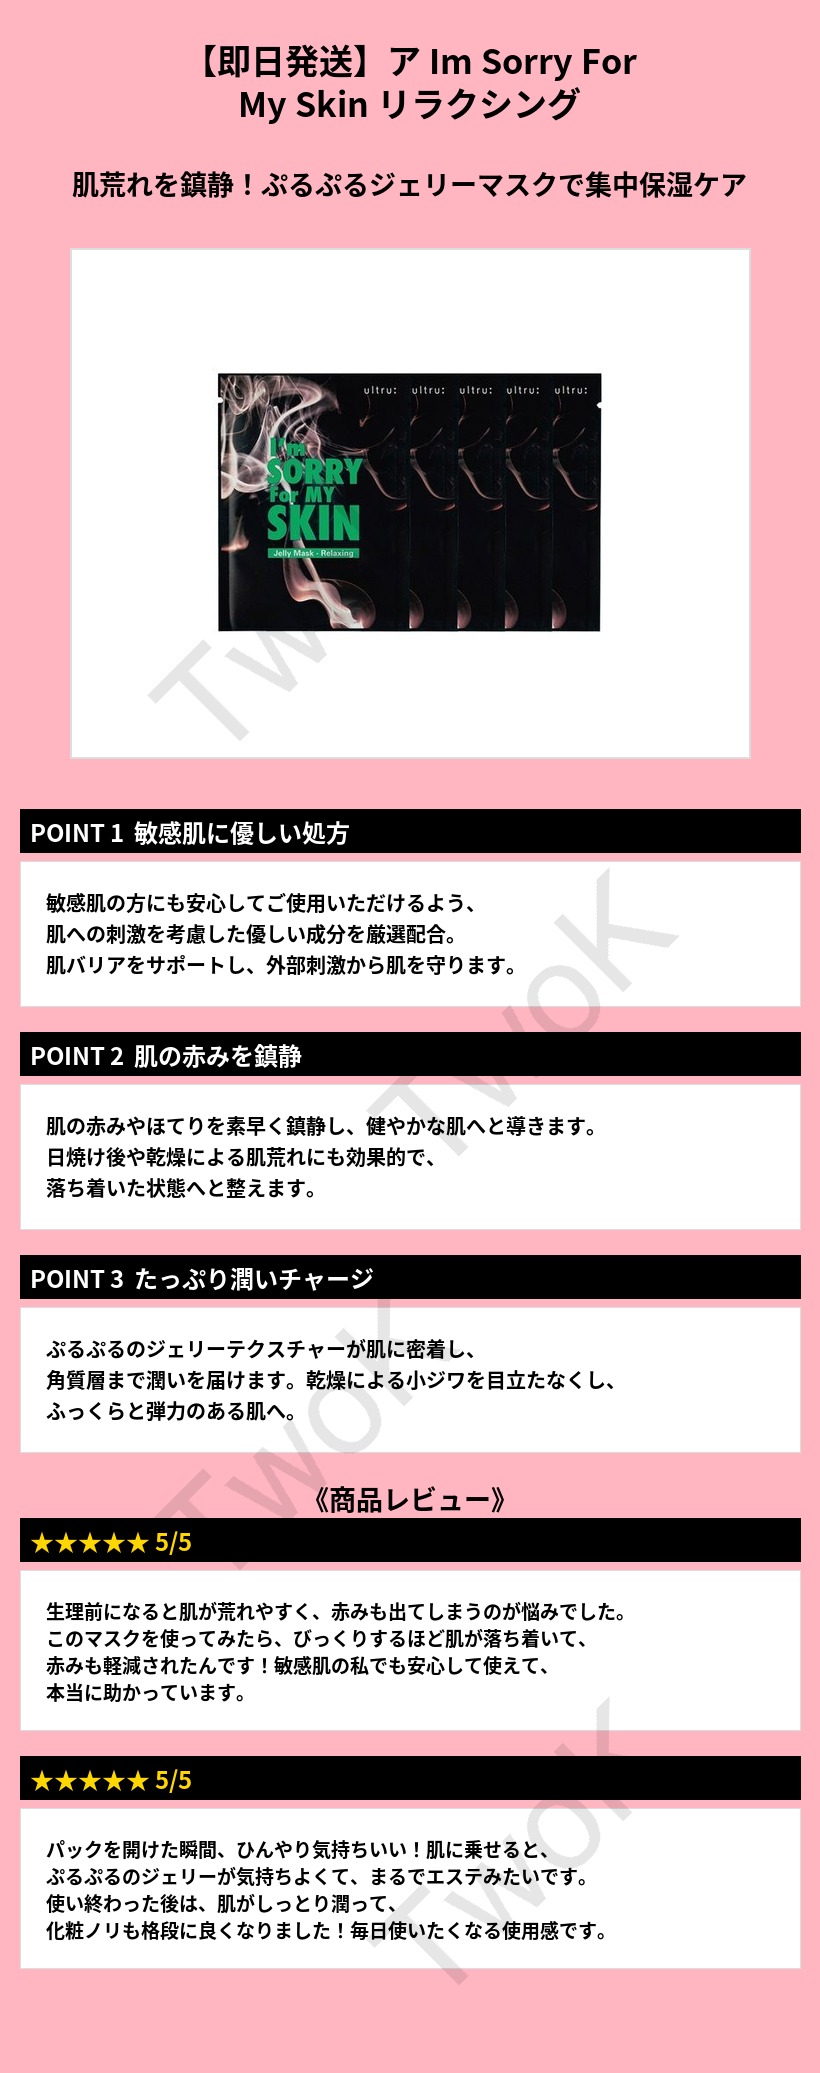 【即日発送】ア Im Sorry For
My Skin リラクシング
肌荒れを鎮静！ぷるぷるジェリーマスクで集中保湿ケア
ultru: ultru: ultru: ultru: ultru:
I'm
SORRY
For MY
SKIN
Jelly Mask - Relaxing
Tw
POINT 1 敏感肌に優しい処方
敏感肌の方にも安心してご使用いただけるよう、
肌への刺激を考慮した優しい成分を厳選配合。
肌バリアをサポートし、外部刺激から肌を守ります。
TwoK
POINT 2 肌の赤みを鎮静
肌の赤みやほてりを素早く鎮静し、健やかな肌へと導きます。
日焼け後や乾燥による肌荒れにも効果的で、
落ち着いた状態へと整えます。
POINT 3 たっぷり潤いチャージ
ぷるぷるのジェリーテクスチャーが肌に密着し、
角質層まで潤いを届けます。乾燥による小ジワを目立たなくし、
ふっくらと弾力のある肌へ。
TwoK
《商品レビュー》
★★★★★ 5/5
生理前になると肌が荒れやすく、赤みも出てしまうのが悩みでした。
このマスクを使ってみたら、びっくりするほど肌が落ち着いて、
赤みも軽減されたんです！敏感肌の私でも安心して使えて、
本当に助かっています。
★★★★★ 5/5
パックを開けた瞬間、ひんやり気持ちいい！肌に乗せると、
ぷるぷるのジェリーが気持ちよくて、まるでエステみたいです。
使い終わった後は、肌がしっとり潤って、
化粧ノリも格段に良くなりました！毎日使いたくなる使用感です。
TwoK